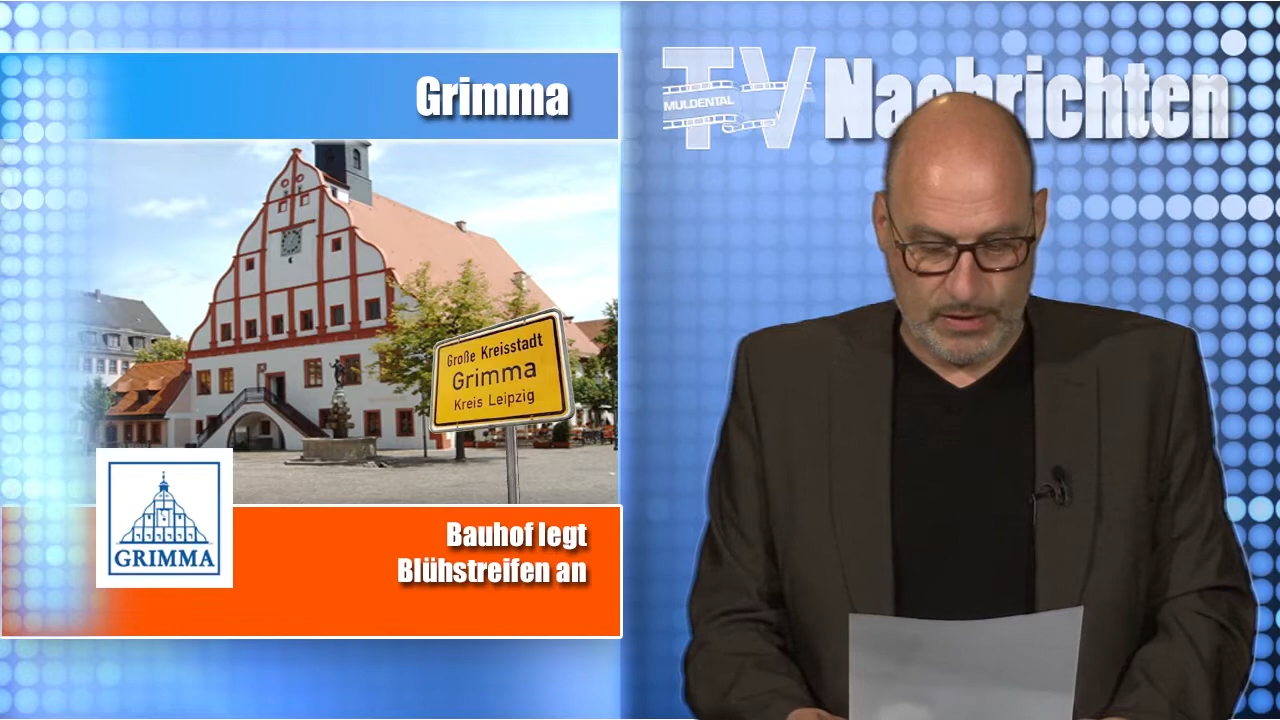 Grimma
MULDENTAL
TV Nachrichten
Große Kreisstadt
Grimma
Kreis Leipzig
GRIMMA
Bauhof legt
Blühstreifen an